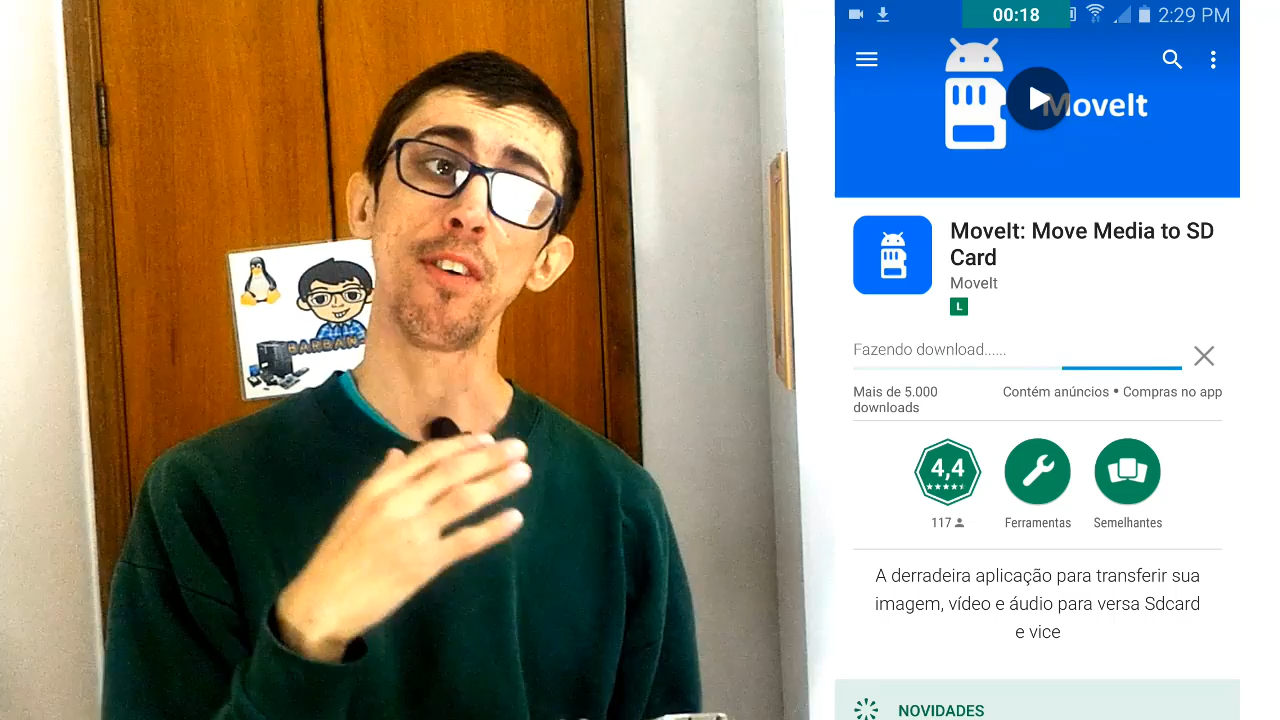 BARBAN
00:18
2:29 PM
MoveIt
MoveIt: Move Media to SD
Card
MoveIt
L
Fazendo download......
Mais de 5.000
downloads
Contém anúncios • Compras no app
4,4
117
Ferramentas
Semelhantes
A derradeira aplicação para transferir sua
imagem, vídeo e áudio para versa Sdcard
e vice
NOVIDADES